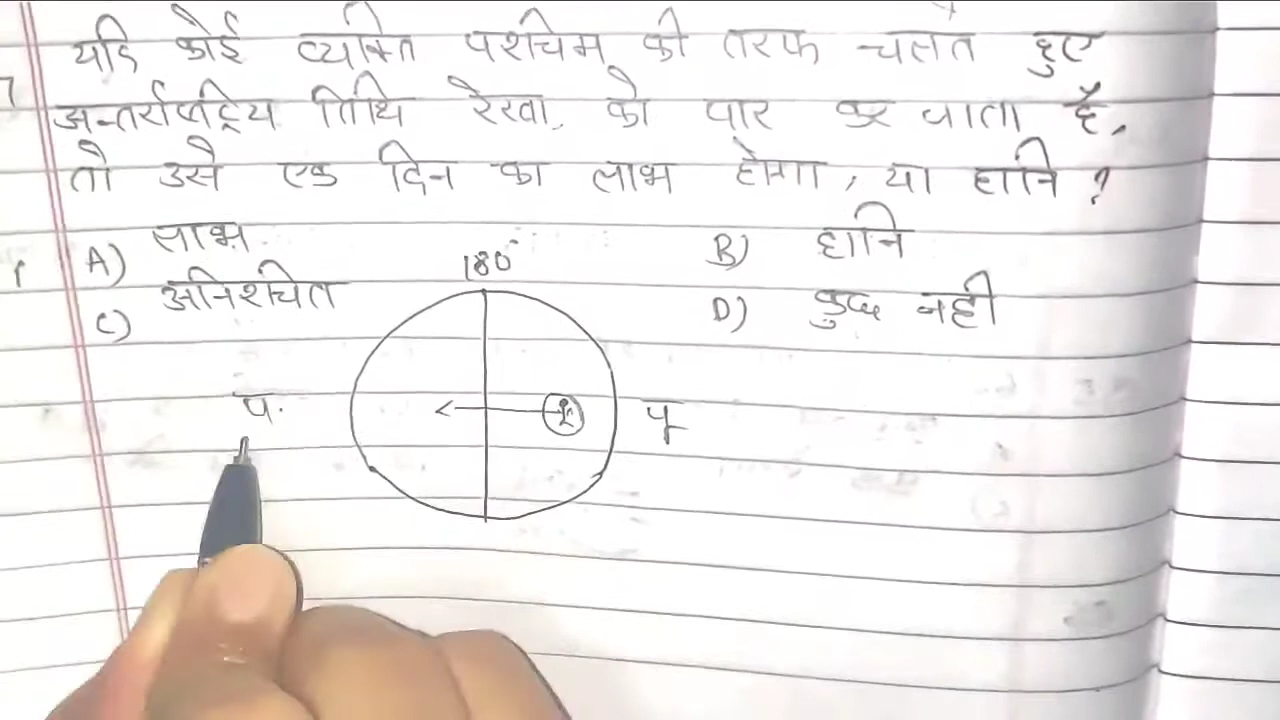 यदि कोई व्यक्ति पश्चिम की तरफ चलते हुए
अन्तर्राष्ट्रिय तिथि रेखा, को पार कर जाता है,
तो उसे एक दिन का लाभ होगा, या हानि ?
A) लाभ B) हानि
C) अनिश्चित D) कुछ नही
180°
प. पू